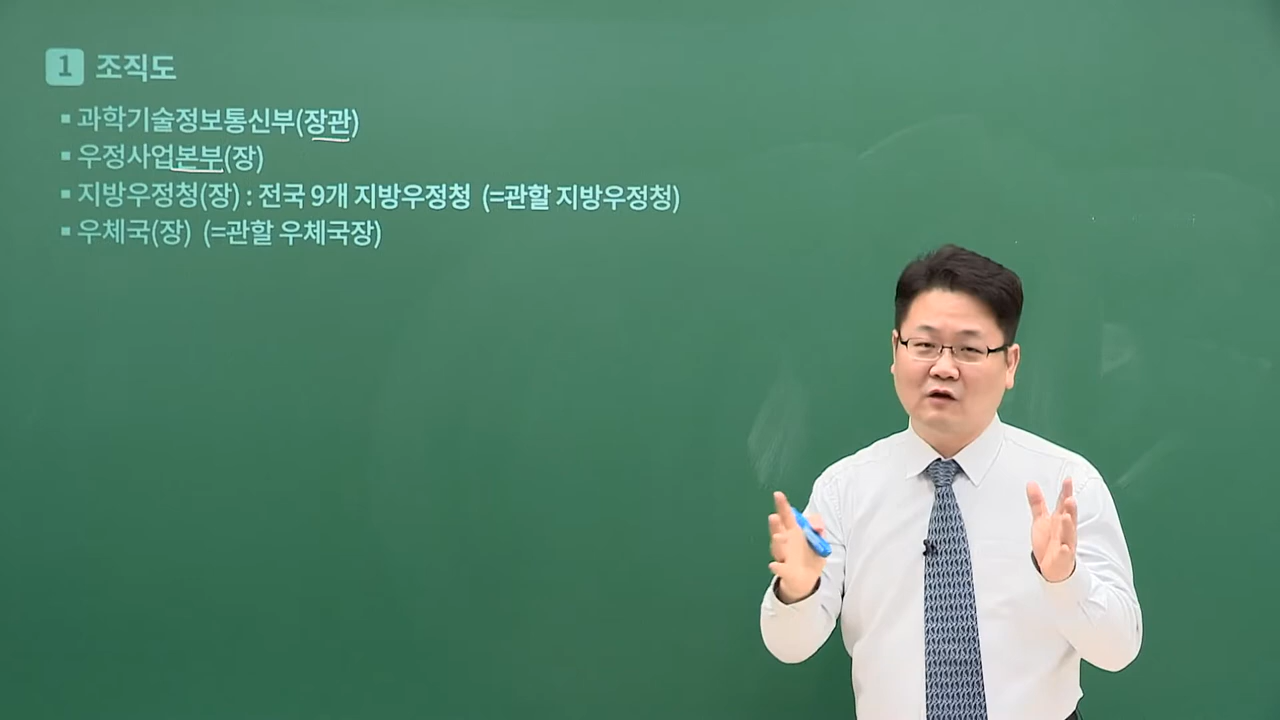 1 조직도
▪ 과학기술정보통신부(장관)
▪ 우정사업본부(장)
▪ 지방우정청(장) : 전국 9개 지방우정청 (=관할 지방우정청)
▪ 우체국(장) (=관할 우체국장)